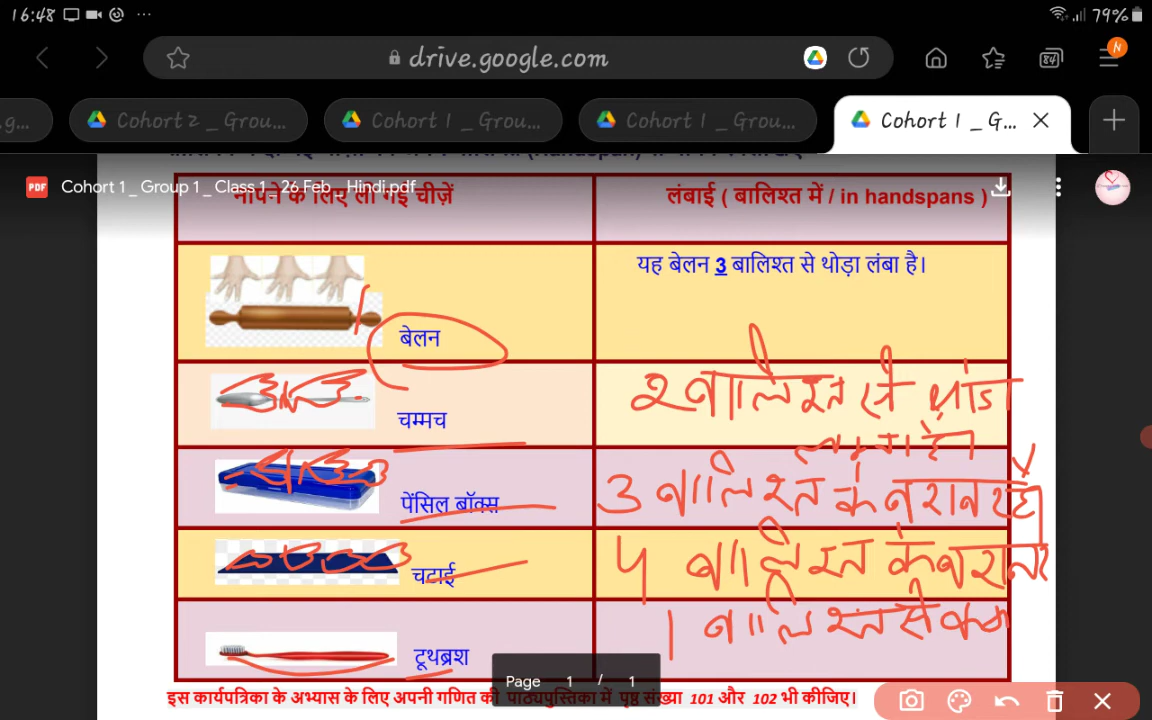 16:48
79%
drive.google.com
84
N
g...
Cohort 2 _ Grou...
Cohort 1 _ Grou...
Cohort 1 _ Grou...
Cohort 1 _ G...
PDF Cohort 1 _ Group 1 _ Class 1 _ 26 Feb _ Hindi.pdf
नापने के लिए ली गई चीज़ें
लंबाई ( बालिश्त में / in handspans )
यह बेलन 3 बालिश्त से थोड़ा लंबा है।
बेलन
2 बालिश्त से थोडा
चम्मच
3 बालिश्त के बराबर है
पेंसिल बॉक्स
4 बालिश्त के बराबर
चटाई
1 बालिश्त से कम
टूथब्रश
Page 1 / 1
इस कार्यपत्रिका के अभ्यास के लिए अपनी गणित की पाठ्यपुस्तिका में पृष्ठ संख्या 101 और 102 भी कीजिए।